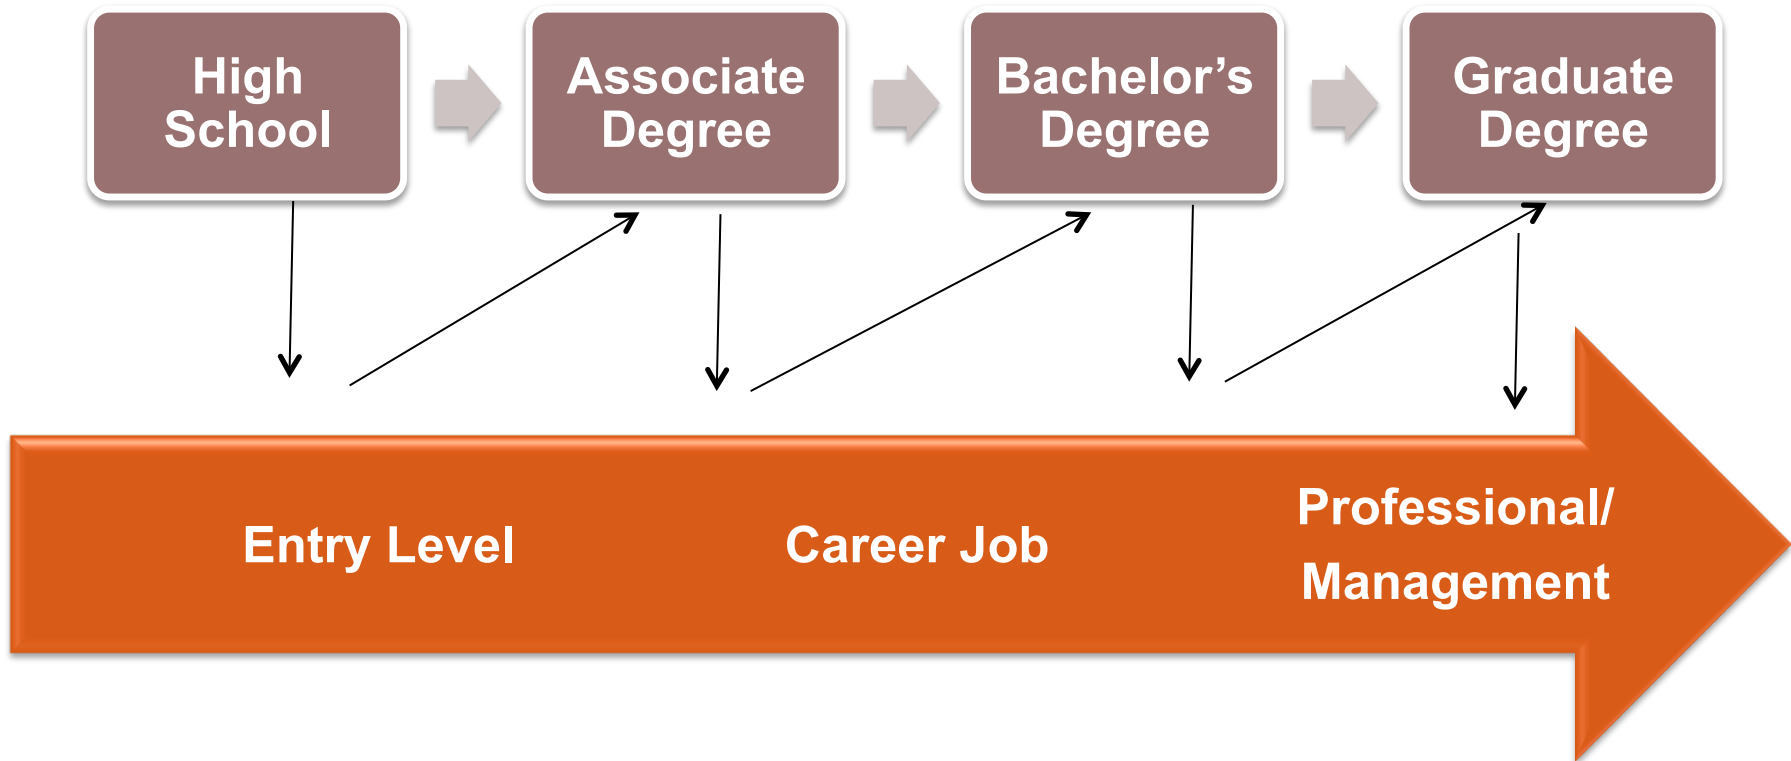 High
School
Associate
Degree
Bachelor’s
Degree
Graduate
Degree
Entry Level
Career Job
Professional/
Management